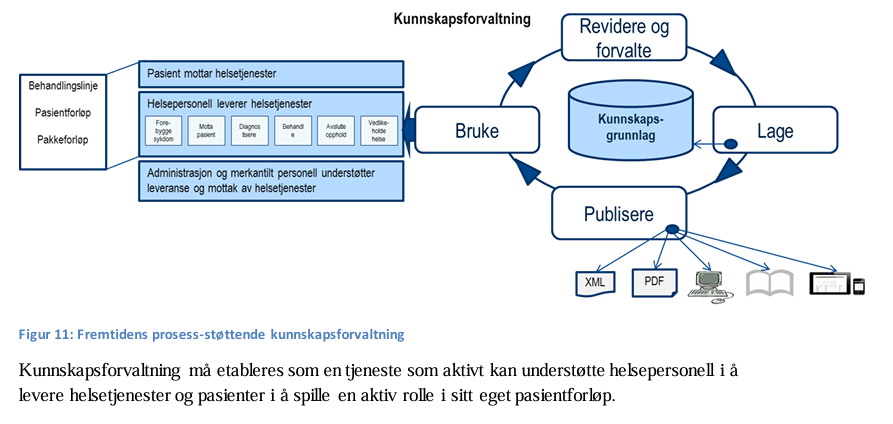 Kunnskapsforvaltning
Revidere og
forvalte
Behandlingslinje
Pasientforløp
Pakkeforløp
Pasient mottar helsetjenester
Helsepersonell leverer helsetjenester
Fore-
bygge
sykdom
Motta
pasient
Diagnos
tisere
Behandl
e
Avslutte
opphold
Vedlike-
holde
helse
Administrasjon og merkantilt personell understøtter
leveranse og mottak av helsetjenester
Bruke
Kunnskaps-
grunnlag
Lage
Publisere
XML
PDF
Figur 11: Fremtidens prosess-støttende kunnskapsforvaltning
Kunnskapsforvaltning må etableres som en tjeneste som aktivt kan understøtte helsepersonell i å
levere helsetjenester og pasienter i å spille en aktiv rolle i sitt eget pasientforløp.